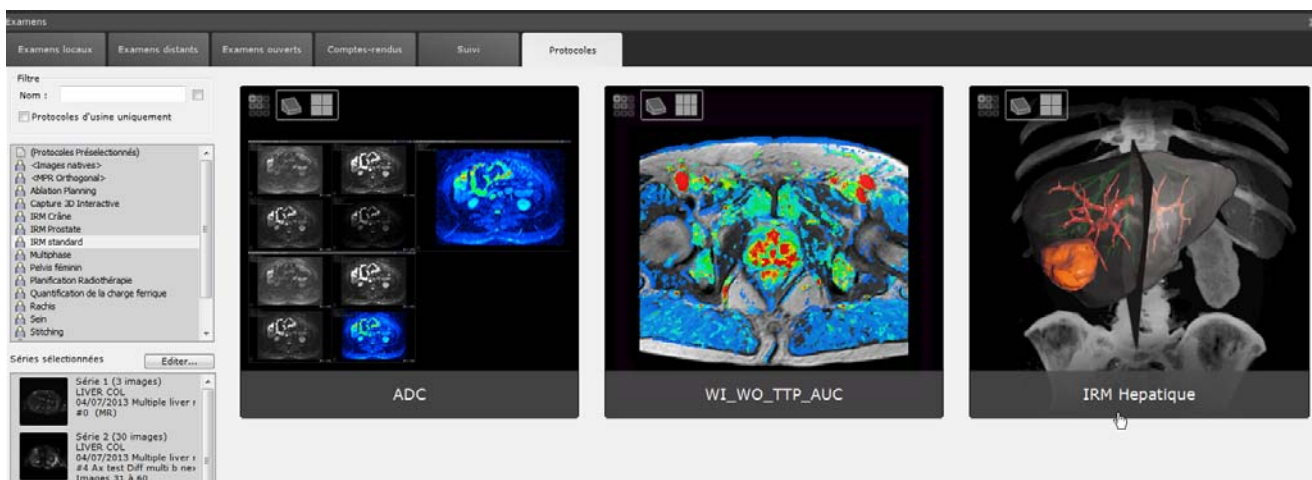 Examens
Examens locaux
Examens distants
Examens ouverts
Comptes-rendus
Suivi
Protocoles
Filtre
Nom :
Protocoles d'usine uniquement
(Protocoles Préselectionnés)
<Images natives>
<MPR Orthogonal>
Ablation Planning
Capture 3D Interactive
IRM Crâne
IRM Prostate
IRM standard
Multiphase
Pelvis féminin
Planification Radiothérapie
Quantification de la charge ferrique
Rachis
Sein
Stitching
Séries sélectionnées
Editer...
Série 1 (3 images)
LIVER COL
04/07/2013 Multiple liver r
#0 (MR)
Série 2 (30 images)
LIVER COL
04/07/2013 Multiple liver r
#4 Ax test Diff multi b nex
Images 31 à 60
ADC
WI_WO_TTP_AUC
IRM Hepatique